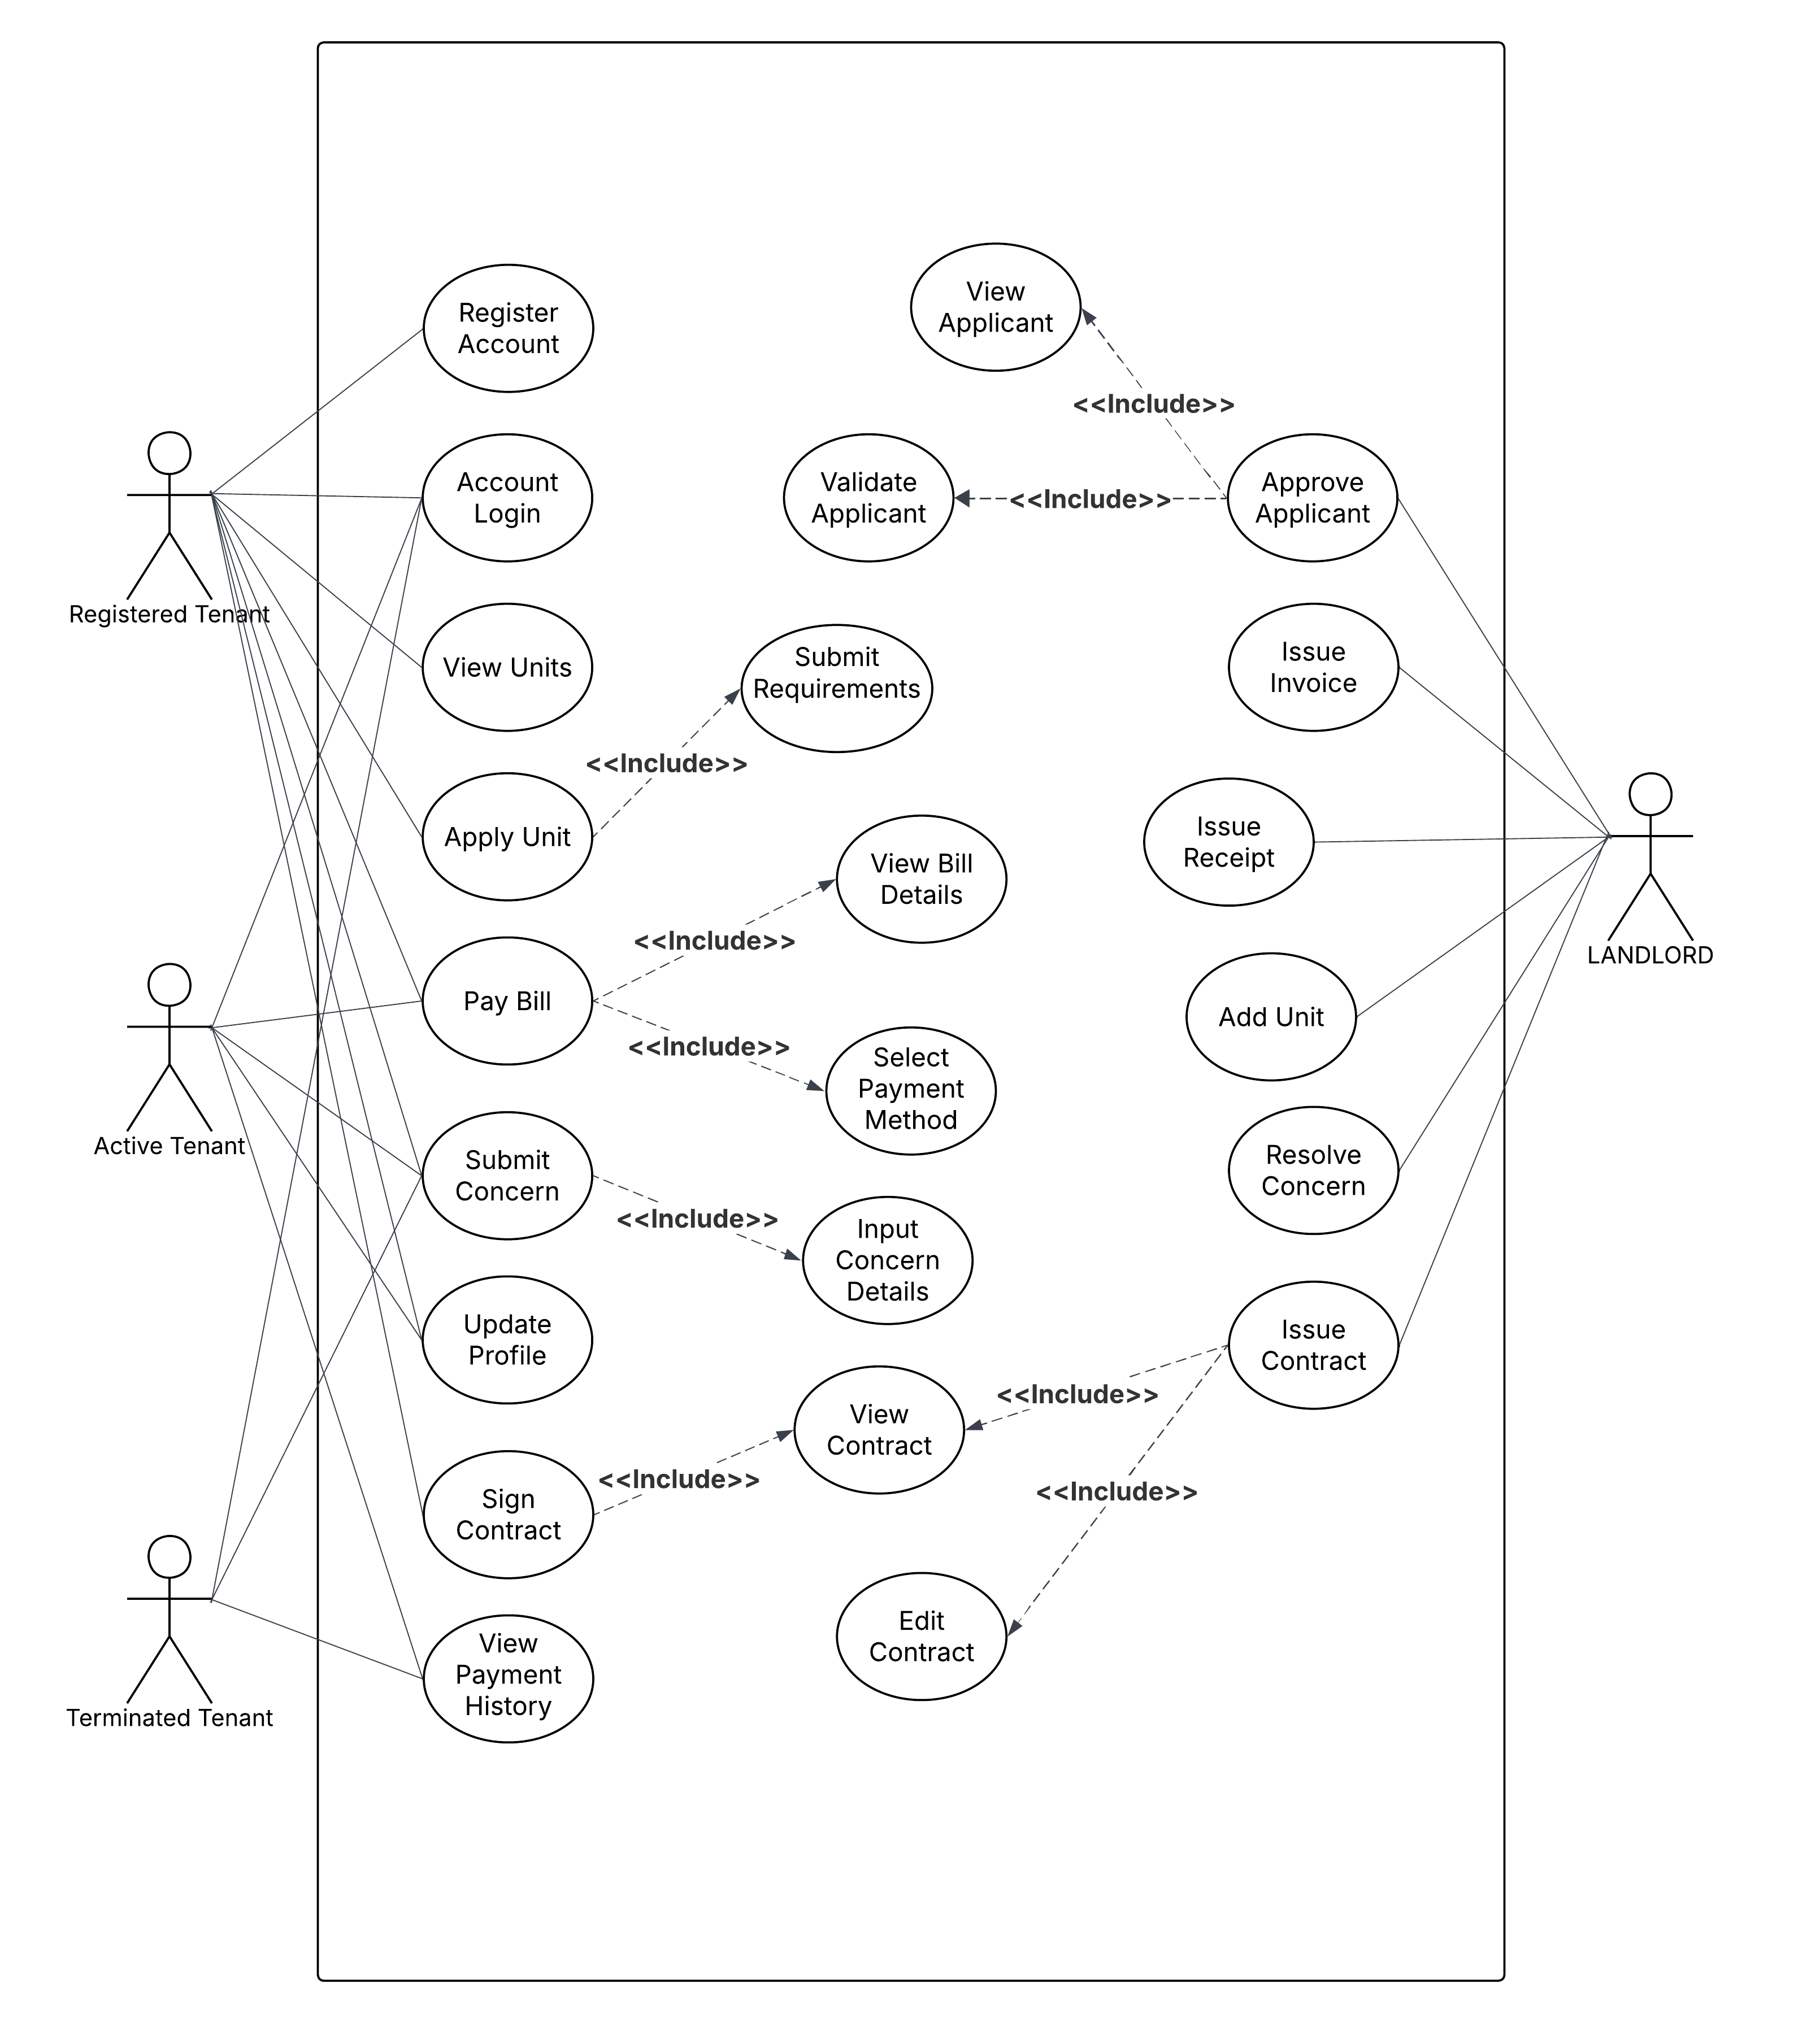 View
Applicant
Register
Account
<<Include>>
Account
Login
Validate
Applicant
<<Include>>
Approve
Applicant
Registered Tenant
View Units
Submit
Requirements
Issue
Invoice
<<Include>>
Apply Unit
View Bill
Details
Issue
Receipt
<<Include>>
LANDLORD
Pay Bill
Add Unit
<<Include>>
Select
Payment
Method
Active Tenant
Submit
Concern
Resolve
Concern
<<Include>>
Input
Concern
Details
Update
Profile
Issue
Contract
<<Include>>
View
Contract
<<Include>>
<<Include>>
Sign
Contract
Edit
Contract
View
Payment
History
Terminated Tenant